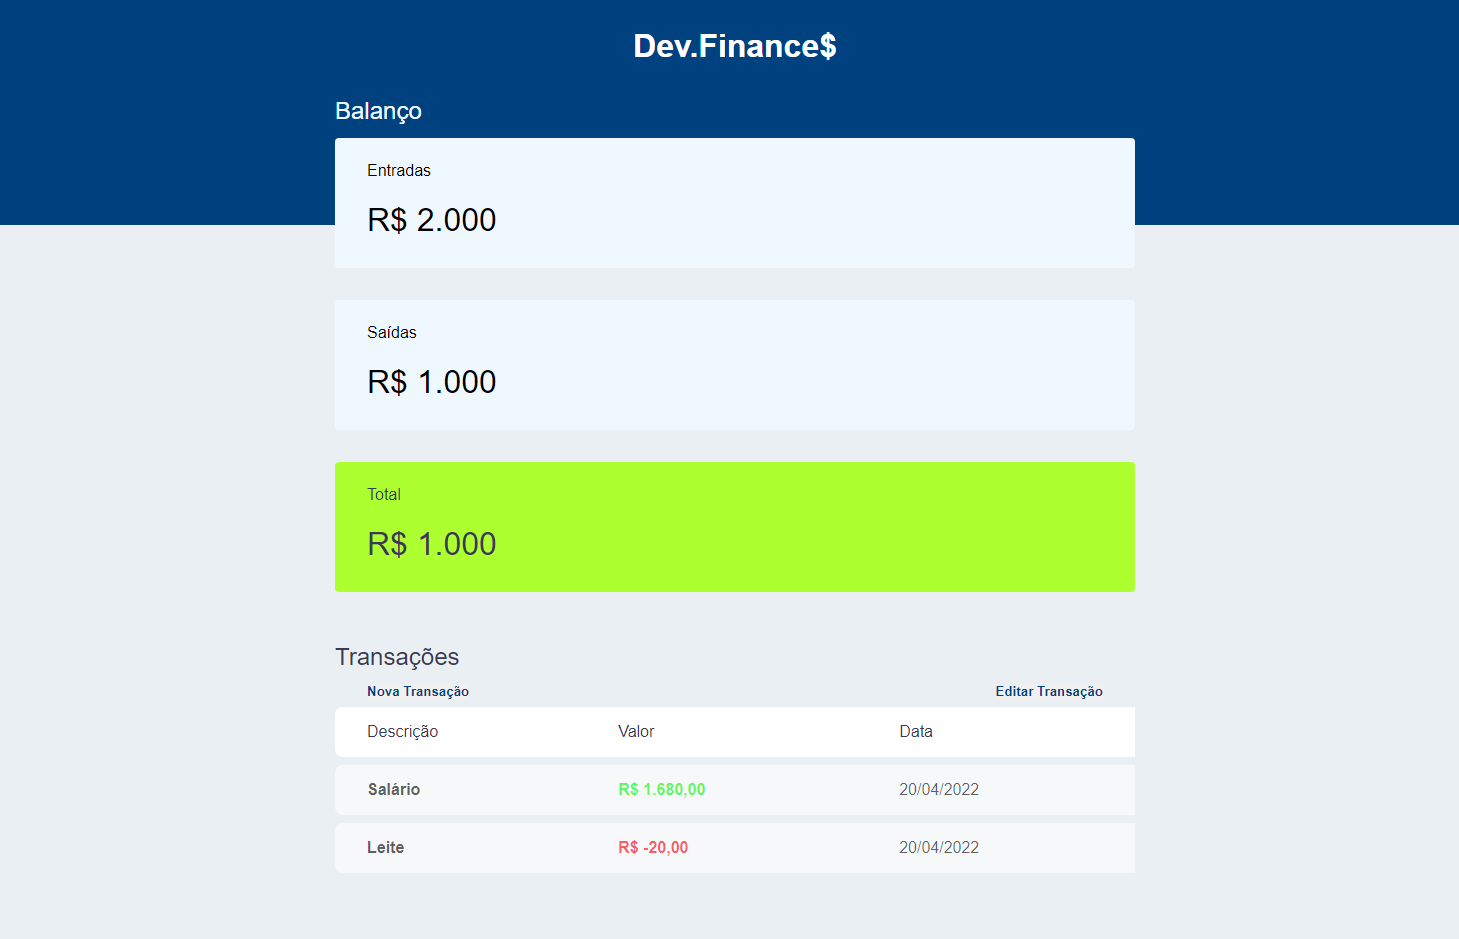 Dev.Finance$
Balanço
Entradas
R$ 2.000
Saídas
R$ 1.000
Total
R$ 1.000
Transações
Nova Transação Editar Transação
Descrição Valor Data
Salário R$ 1.680,00 20/04/2022
Leite R$ -20,00 20/04/2022